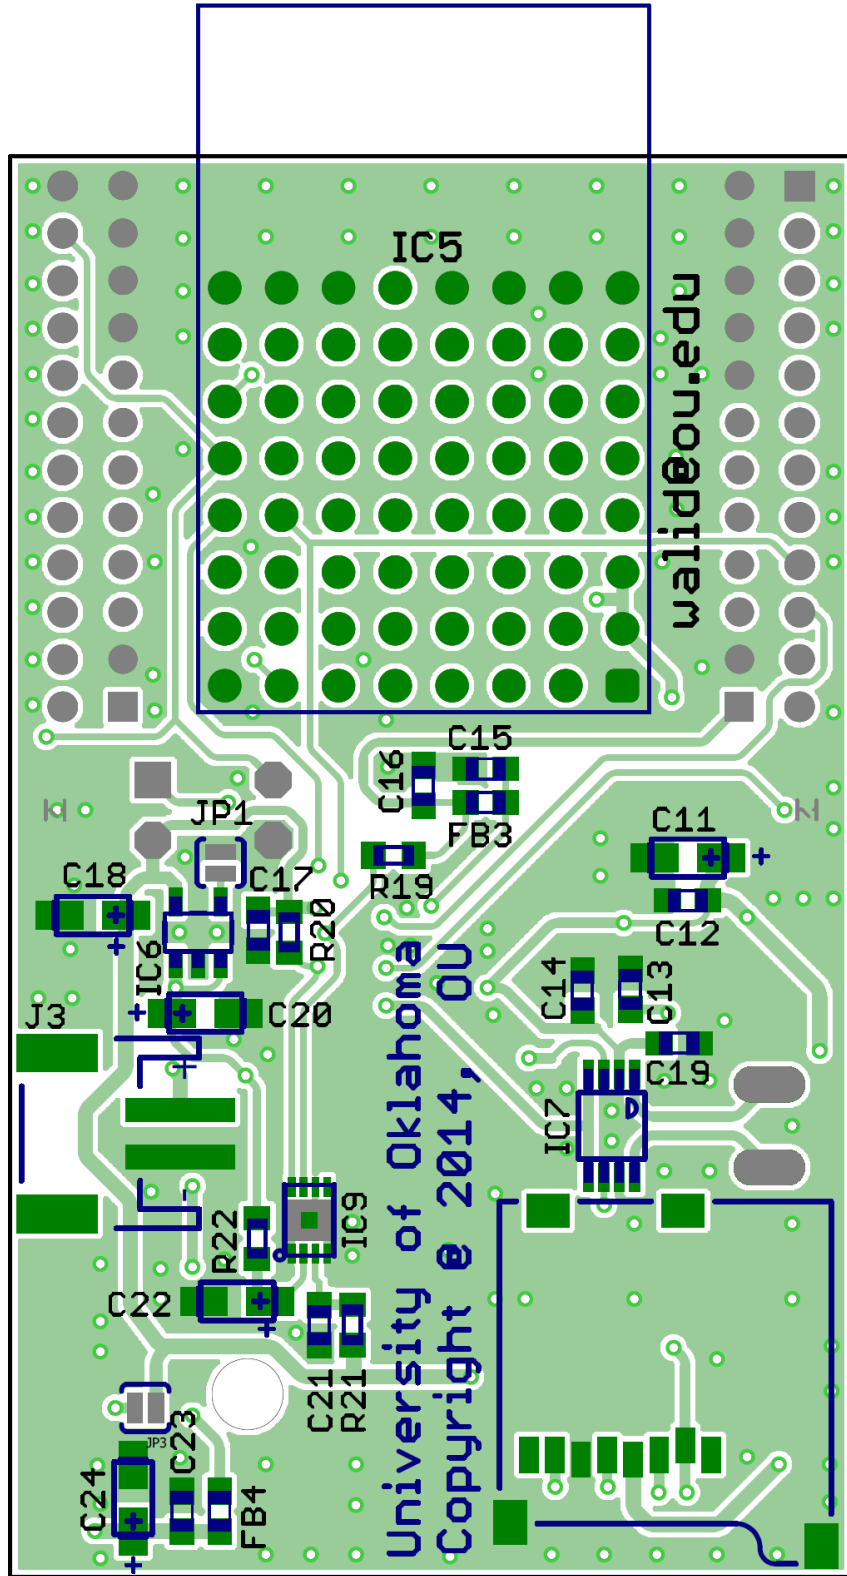 IC5
walid@ou.edu
C15
C16
FB3
JP1
C11
C18
C17
R19
R20
C12
IC6
C14
C13
J3
C20
C19
+
-
IC7
R22
IC9
C22
C21
R21
University of Oklahoma
Copyright @ 2014, OU
JP3
C23
C24
FB4